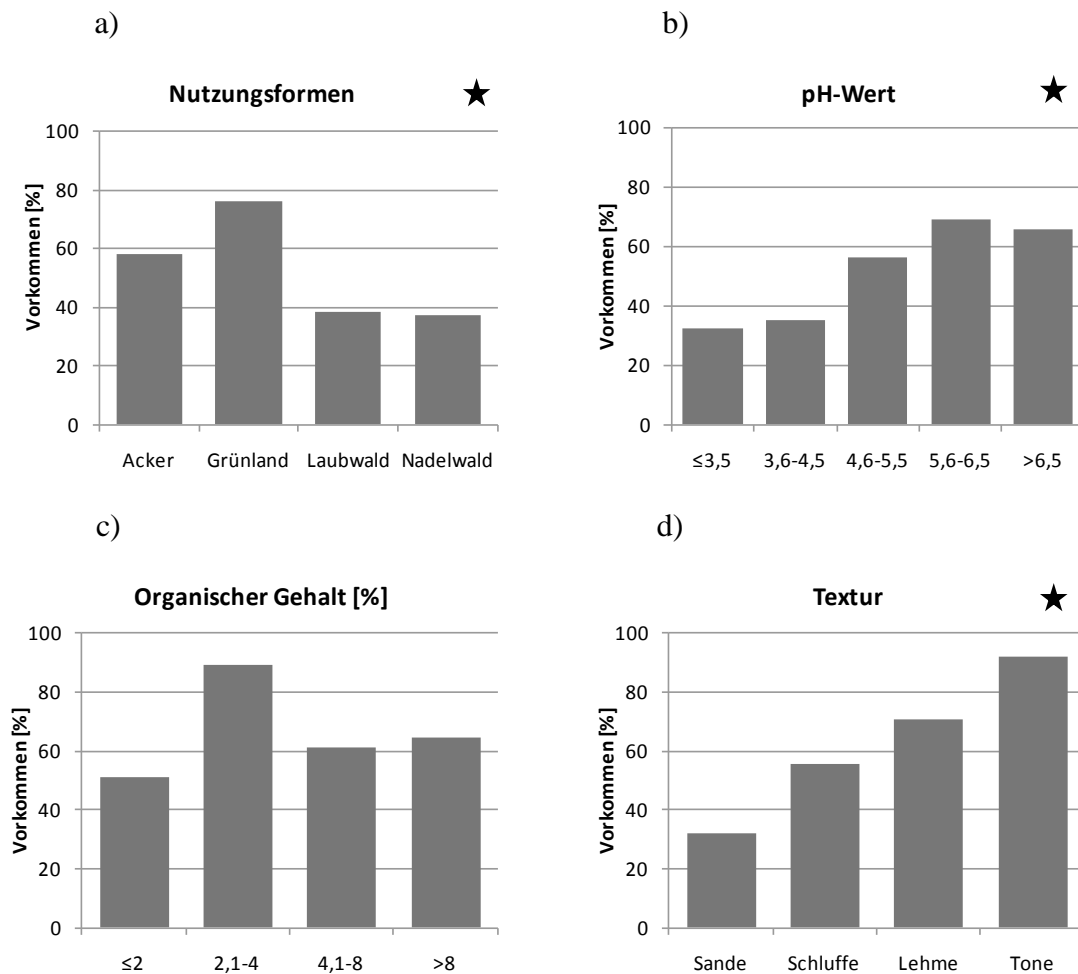 a)
Nutzungsformen
Vorkommen [%]
100
80
60
40
20
0
Acker Grünland Laubwald Nadelwald
b)
pH-Wert
Vorkommen [%]
100
80
60
40
20
0
≤3,5 3,6-4,5 4,6-5,5 5,6-6,5 >6,5
c)
Organischer Gehalt [%]
Vorkommen [%]
100
80
60
40
20
0
≤2 2,1-4 4,1-8 >8
d)
Textur
Vorkommen [%]
100
80
60
40
20
0
Sande Schluffe Lehme Tone